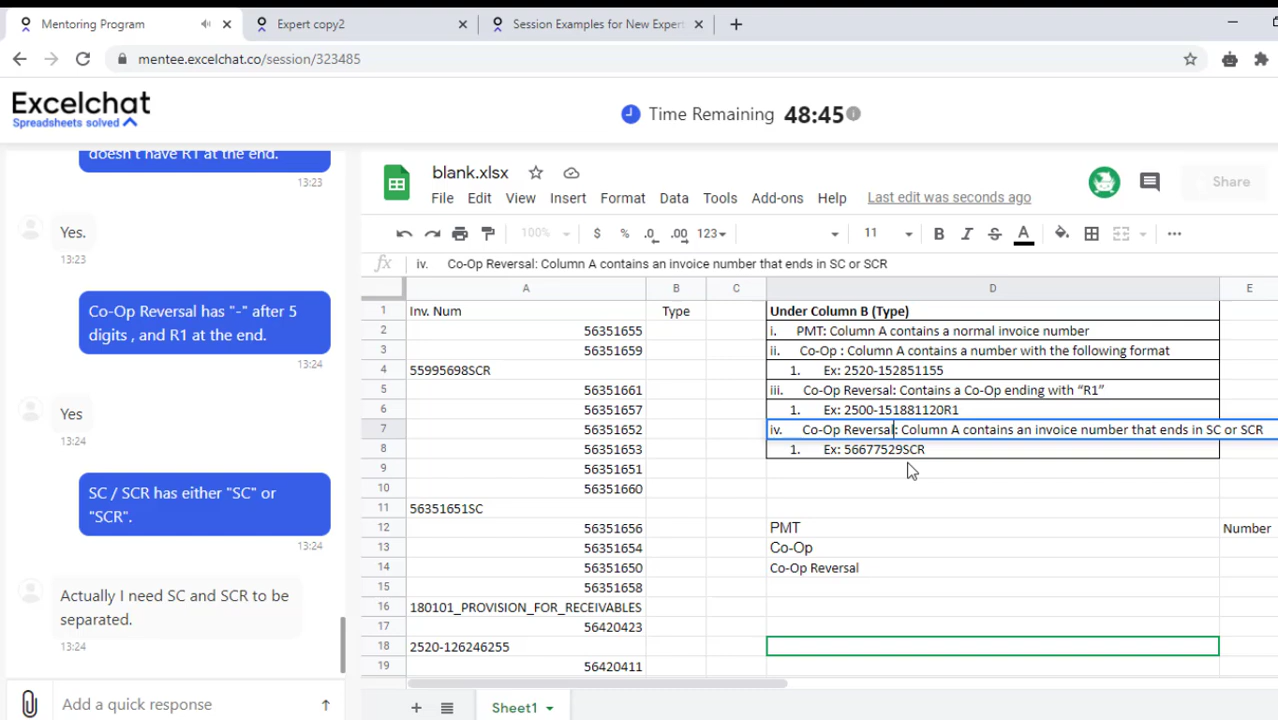 Mentoring Program
Expert copy2
Session Examples for New Expert
mentee.excelchat.co/session/323485
Excelchat
Spreadsheets solved
Time Remaining 48:45
doesn't have R1 at the end.
13:23
Yes.
13:23
Co-Op Reversal has "-" after 5
digits , and R1 at the end.
13:24
Yes
13:24
SC / SCR has either "SC" or
"SCR".
13:24
Actually I need SC and SCR to be
separated.
13:24
Add a quick response
blank.xlsx
Share
File Edit View Insert Format Data Tools Add-ons Help Last edit was seconds ago
100% $ % .0 .00 123 11 B I S A
fx iv. Co-Op Reversal: Column A contains an invoice number that ends in SC or SCR
A B C D E
1 Inv. Num Type Under Column B (Type)
2 56351655 i. PMT: Column A contains a normal invoice number
3 56351659 ii. Co-Op : Column A contains a number with the following format
4 55995698SCR 1. Ex: 2520-152851155
5 56351661 iii. Co-Op Reversal: Contains a Co-Op ending with “R1”
6 56351657 1. Ex: 2500-151881120R1
7 56351652 iv. Co-Op Reversal: Column A contains an invoice number that ends in SC or SCR
8 56351653 1. Ex: 56677529SCR
9 56351651
10 56351660
11 56351651SC
12 56351656 PMT Number
13 56351654 Co-Op
14 56351650 Co-Op Reversal
15 56351658
16 180101_PROVISION_FOR_RECEIVABLES
17 56420423
18 2520-126246255
19 56420411
Sheet1